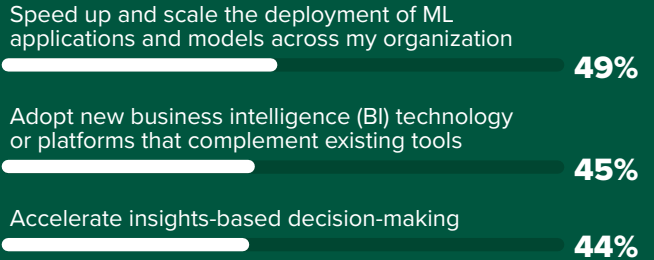 Speed up and scale the deployment of ML
applications and models across my organization
49%
Adopt new business intelligence (BI) technology
or platforms that complement existing tools
45%
Accelerate insights-based decision-making
44%